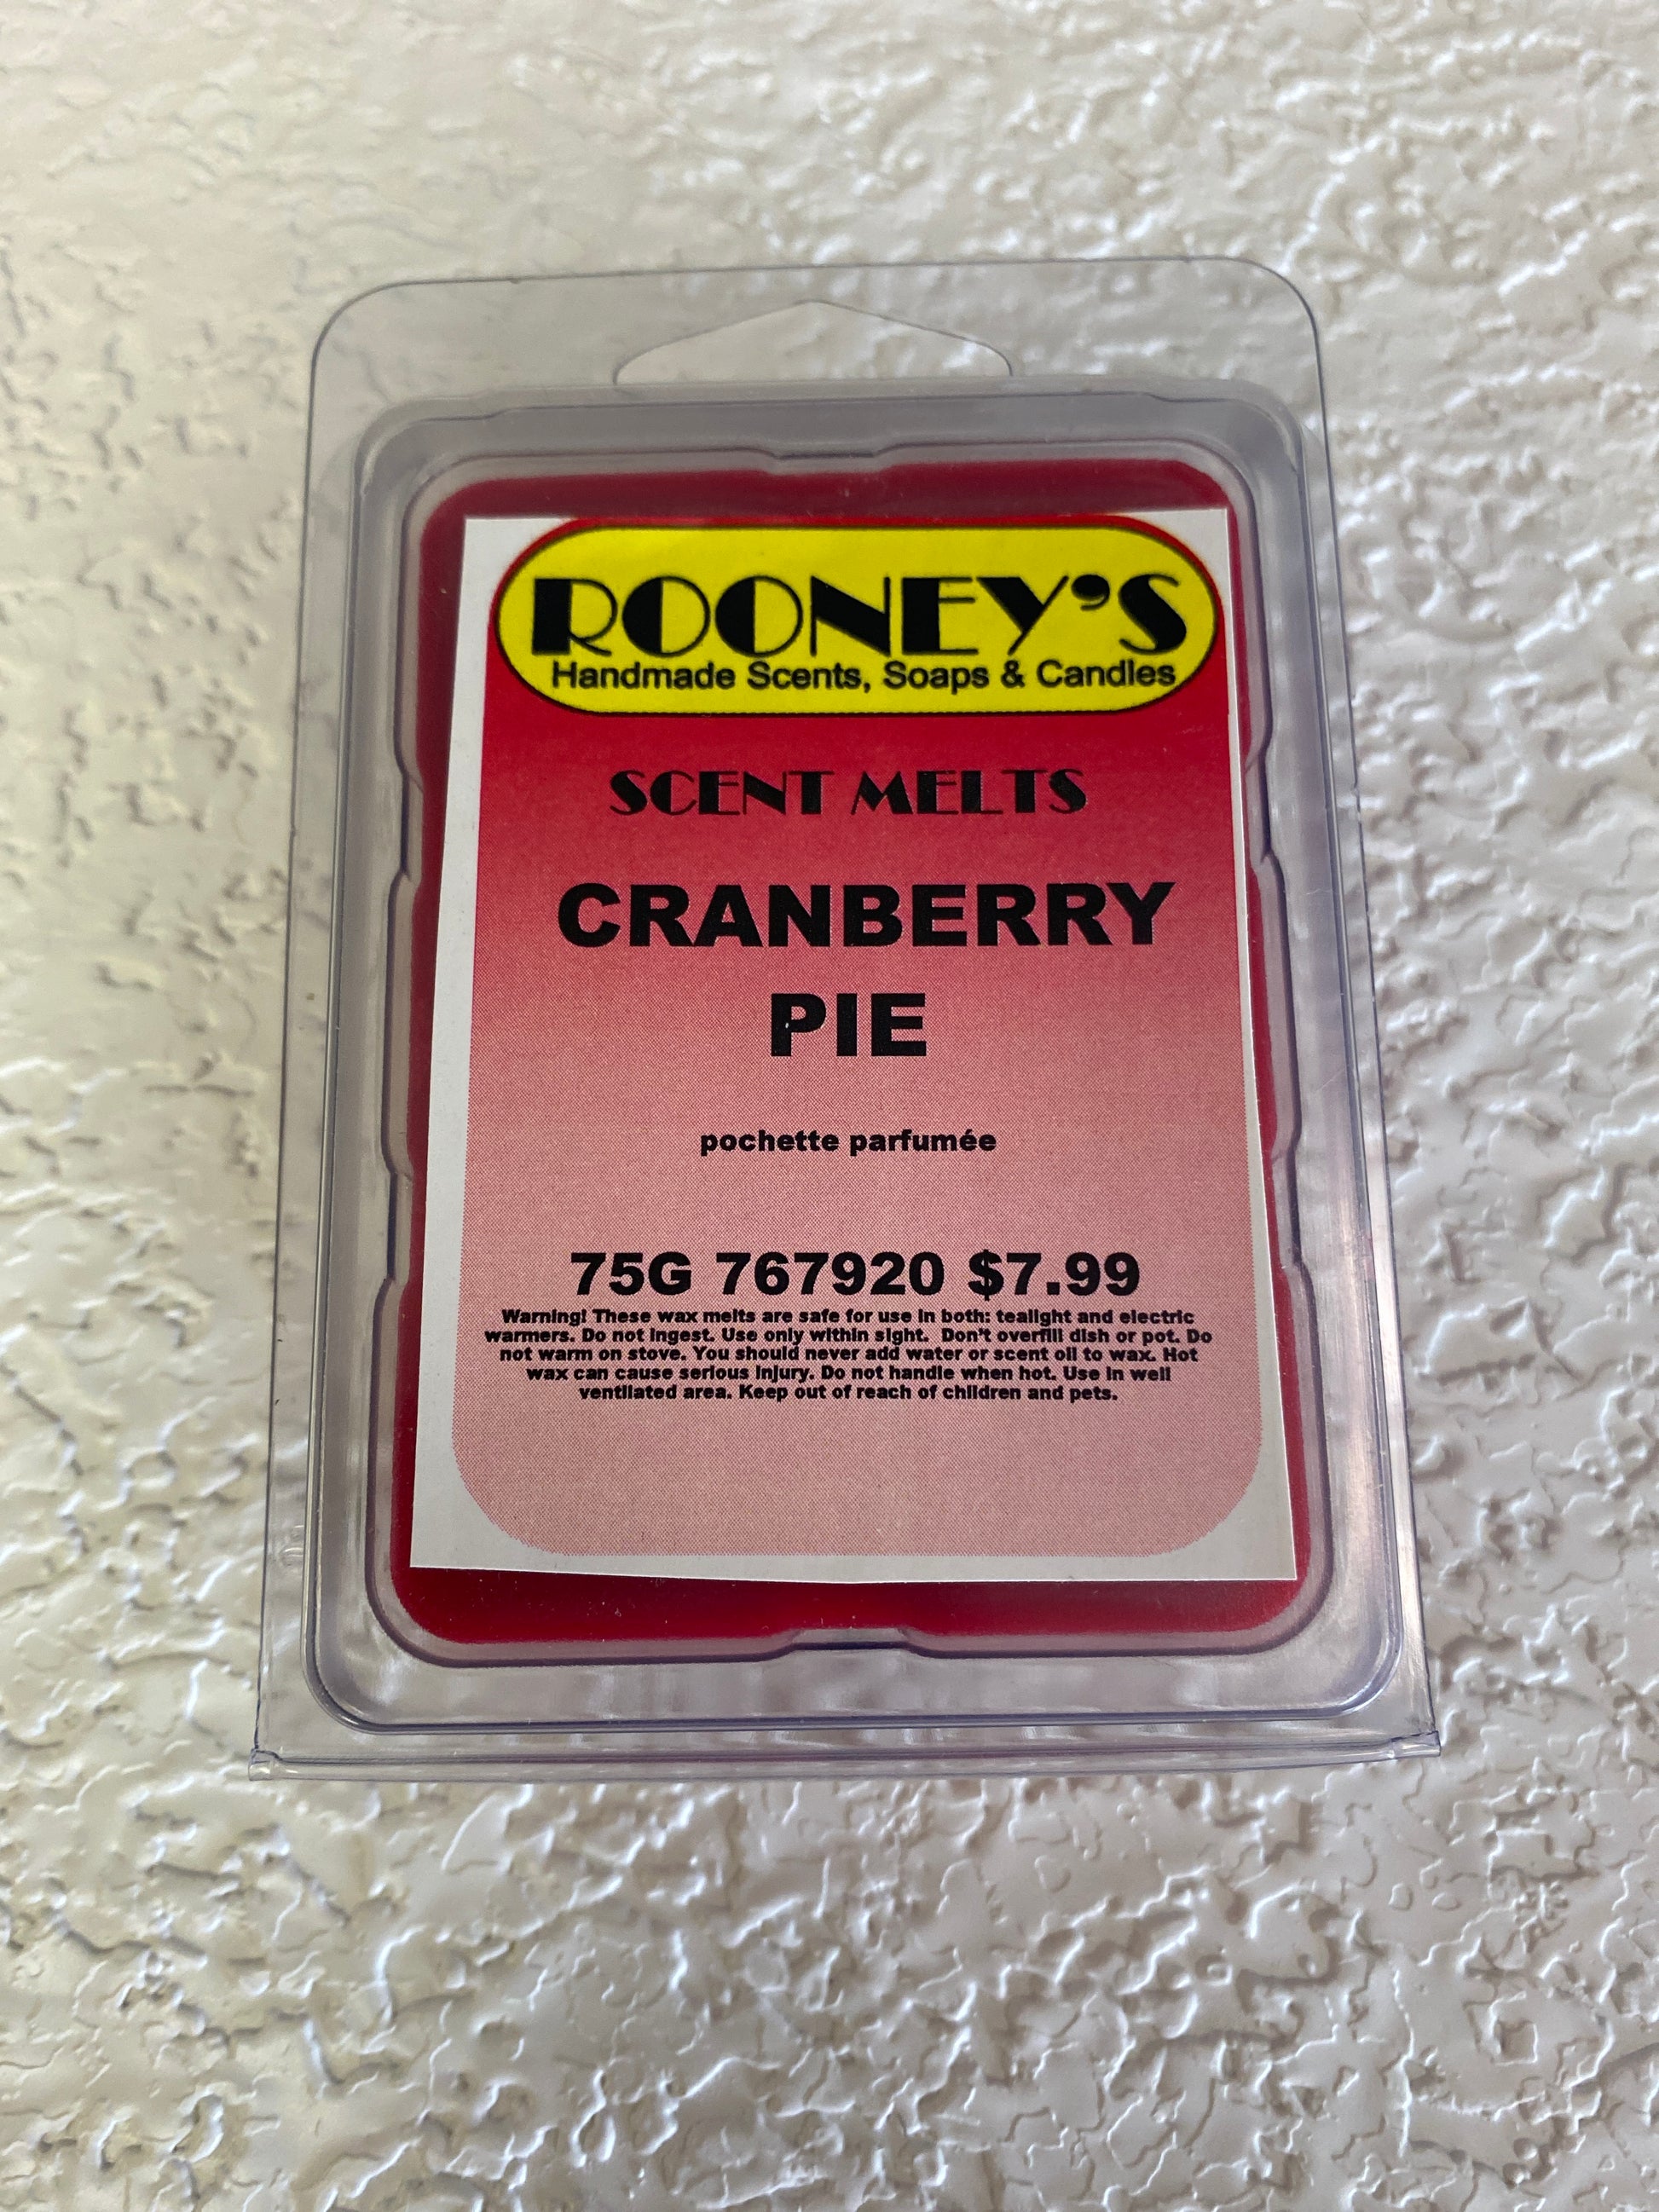 ROONEY'S
Handmade Scents, Soaps & Candles
SCENT MELTS
CRANBERRY
PIE
pochette parfumée
75G 767920 $7.99
Warning! These wax melts are safe for use in both: tealight and electric
warmers. Do not ingest. Use only within sight. Don't overfill dish or pot. Do
not warm on stove. You should never add water or scent oil to wax. Hot
wax can cause serious injury. Do not handle when hot. Use in well
ventilated area. Keep out of reach of children and pets.